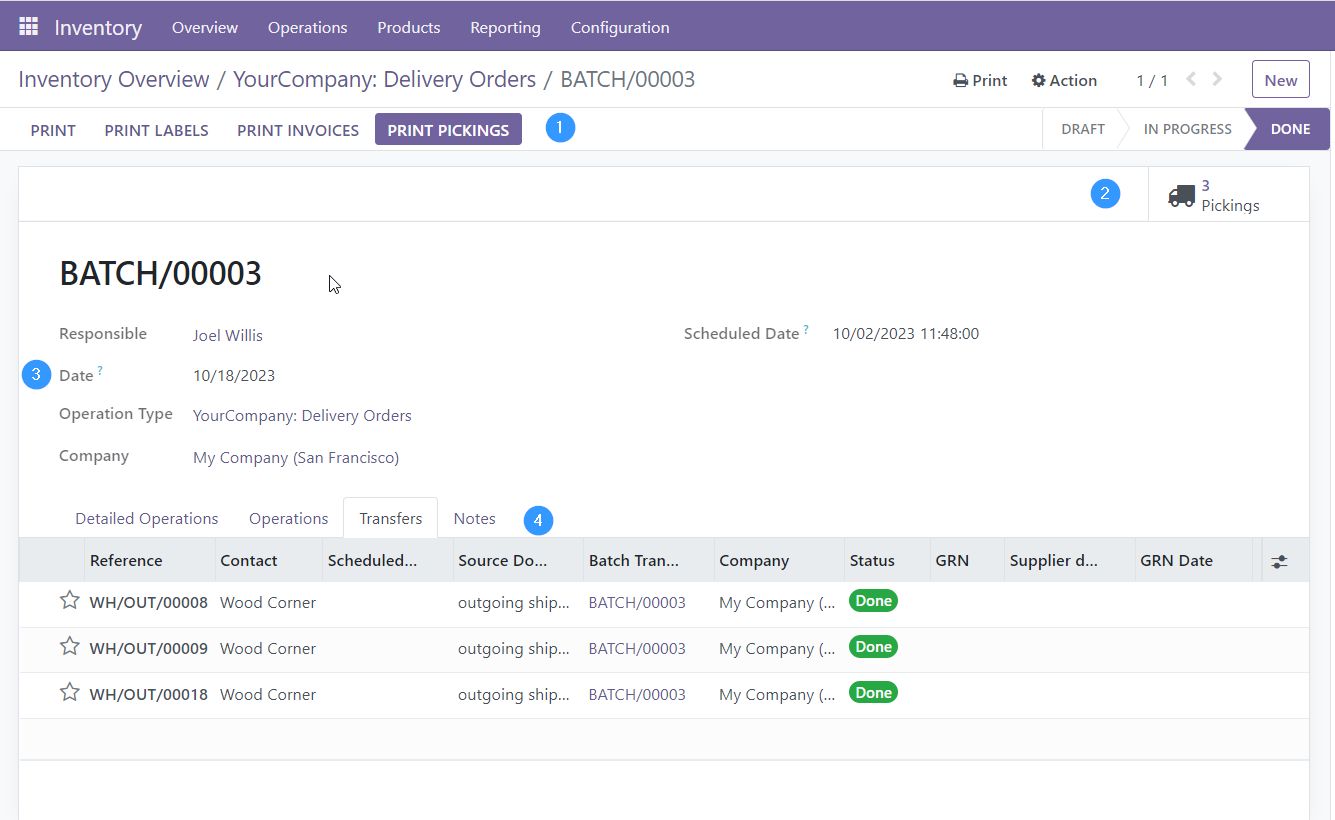 Inventory Overview Operations Products Reporting Configuration
Inventory Overview / YourCompany: Delivery Orders / BATCH/00003 Print Action 1 / 1 New
PRINT PRINT LABELS PRINT INVOICES PRINT PICKINGS 1 DRAFT IN PROGRESS DONE
2 3
Pickings
BATCH/00003
Responsible Joel Willis Scheduled Date ? 10/02/2023 11:48:00
3 Date ? 10/18/2023
Operation Type YourCompany: Delivery Orders
Company My Company (San Francisco)
Detailed Operations Operations Transfers Notes 4
Reference Contact Scheduled... Source Do... Batch Tran... Company Status GRN Supplier d... GRN Date
WH/OUT/00008 Wood Corner outgoing ship... BATCH/00003 My Company (... Done
WH/OUT/00009 Wood Corner outgoing ship... BATCH/00003 My Company (... Done
WH/OUT/00018 Wood Corner outgoing ship... BATCH/00003 My Company (... Done